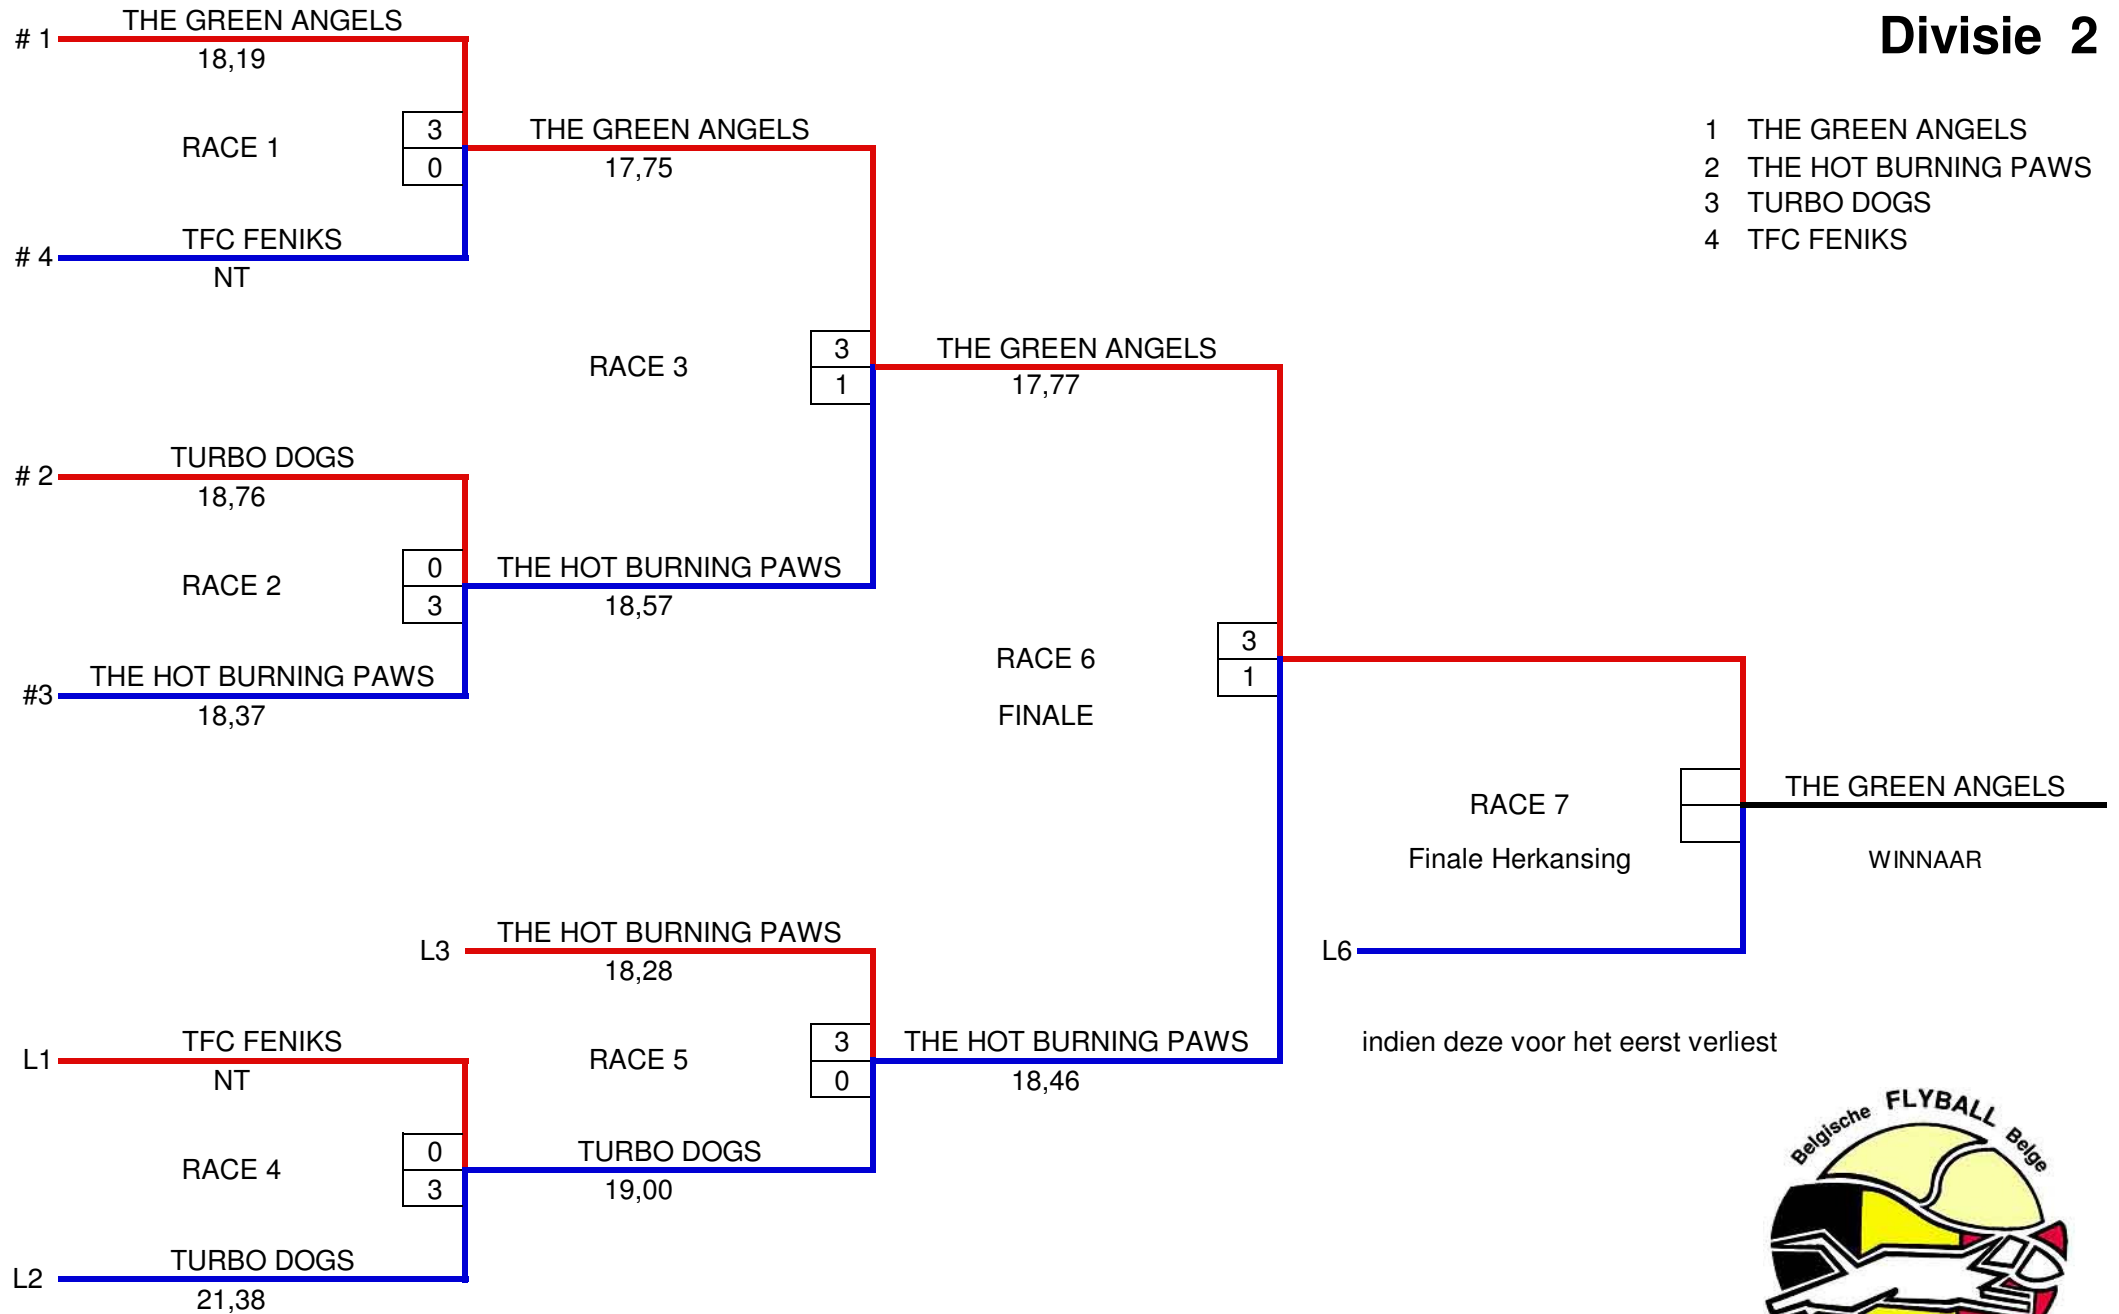 Divisie 2
1 THE GREEN ANGELS
2 THE HOT BURNING PAWS
3 TURBO DOGS
4 TFC FENIKS
# 1
THE GREEN ANGELS
18,19
RACE 1
3
0
# 4
TFC FENIKS
NT
THE GREEN ANGELS
17,75
RACE 3
3
1
# 2
TURBO DOGS
18,76
RACE 2
0
3
#3
THE HOT BURNING PAWS
18,37
THE HOT BURNING PAWS
18,57
THE GREEN ANGELS
17,77
RACE 6
FINALE
3
1
RACE 7
Finale Herkansing
THE GREEN ANGELS
WINNAAR
L3
THE HOT BURNING PAWS
18,28
RACE 5
3
0
L6
indien deze voor het eerst verliest
L1
TFC FENIKS
NT
RACE 4
0
3
L2
TURBO DOGS
21,38
TURBO DOGS
19,00
THE HOT BURNING PAWS
18,46
Belgische FLYBALL Belge